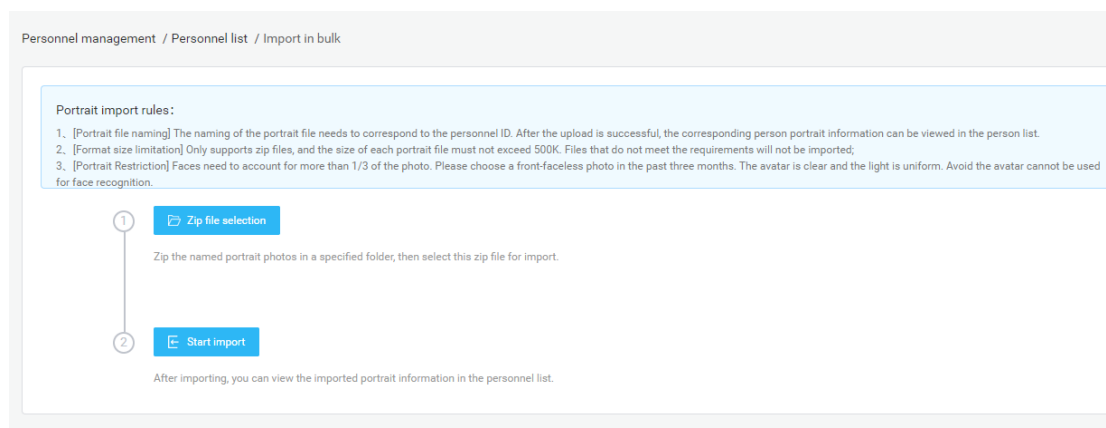 Personnel management / Personnel list / Import in bulk
Portrait import rules：
1、[Portrait file naming] The naming of the portrait file needs to correspond to the personnel ID. After the upload is successful, the corresponding person portrait information can be viewed in the person list.
2、[Format size limitation] Only supports zip files, and the size of each portrait file must not exceed 500K. Files that do not meet the requirements will not be imported;
3、[Portrait Restriction] Faces need to account for more than 1/3 of the photo. Please choose a front-faceless photo in the past three months. The avatar is clear and the light is uniform. Avoid the avatar cannot be used
for face recognition.
1 Zip file selection
Zip the named portrait photos in a specified folder, then select this zip file for import.
2 Start import
After importing, you can view the imported portrait information in the personnel list.